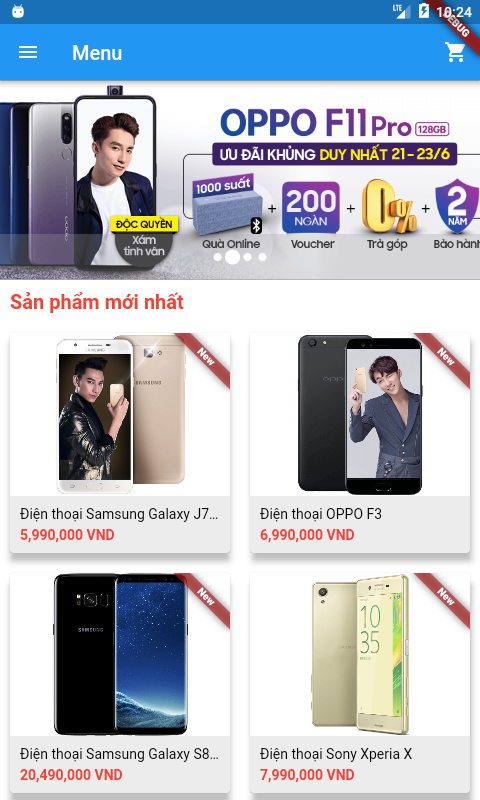 LTE
10:24
DEBUG
Menu
OPPO F11 Pro 128GB
ƯU ĐÃI KHỦNG DUY NHẤT 21 - 23/6
1000 suất
200
NGÀN
0%
2
NĂM
ĐỘC QUYỀN
Xám
tinh vân
Quà Online
Voucher
Trả góp
Bảo hành
Sản phẩm mới nhất
New
New
Điện thoại Samsung Galaxy J7…
5,990,000 VND
Điện thoại OPPO F3
6,990,000 VND
New
New
Điện thoại Samsung Galaxy S8…
20,490,000 VND
Điện thoại Sony Xperia X
7,990,000 VND